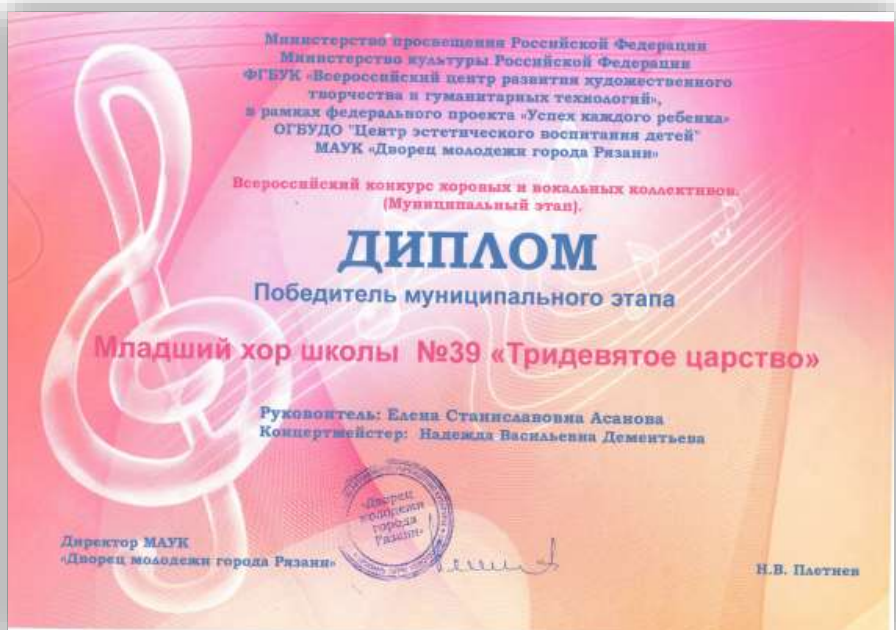 Министерство просвещения Российской Федерации
Министерство культуры Российской Федерации
ФГБУК «Всероссийский центр развития художественного
творчества и гуманитарных технологий»,
в рамках федерального проекта «Успех каждого ребенка»
ОГБУДО "Центр эстетического воспитания детей"
МАУК «Дворец молодежи города Рязани»
Всероссийский конкурс хоровых и вокальных коллективов.
(Муниципальный этап).
ДИПЛОМ
Победитель муниципального этапа
Младший хор школы №39 «Тридевятое царство»
Руковоитель: Елена Станиславовна Асанова
Концертмейстер: Надежда Васильевна Дементьева
«Дворец
молодежи
города
Рязани»
Директор МАУК
«Дворец молодежи города Рязани»
Н.В. Плетнев